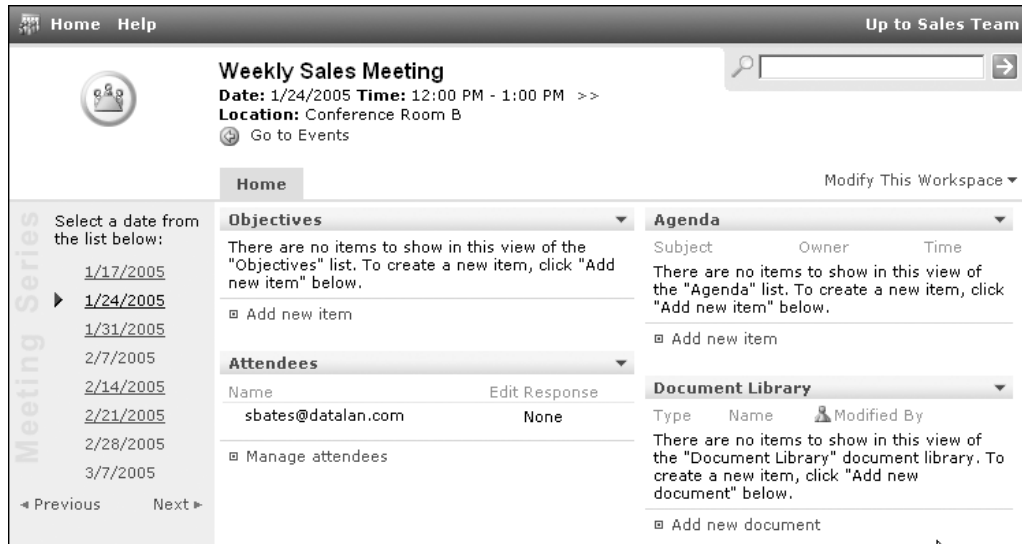 Home Help
Up to Sales Team
Weekly Sales Meeting
Date: 1/24/2005 Time: 12:00 PM - 1:00 PM >>
Location: Conference Room B
Go to Events
Home
Modify This Workspace
Meeting Series
Select a date from
the list below:
1/17/2005
1/24/2005
1/31/2005
2/7/2005
2/14/2005
2/21/2005
2/28/2005
3/7/2005
Previous
Next
Objectives
There are no items to show in this view of the
"Objectives" list. To create a new item, click "Add
new item" below.
Add new item
Attendees
Name Edit Response
sbates@datalan.com None
Manage attendees
Agenda
Subject Owner Time
There are no items to show in this view of
the "Agenda" list. To create a new item, click
"Add new item" below.
Add new item
Document Library
Type Name Modified By
There are no items to show in this view of
the "Document Library" document library. To
create a new item, click "Add new
document" below.
Add new document